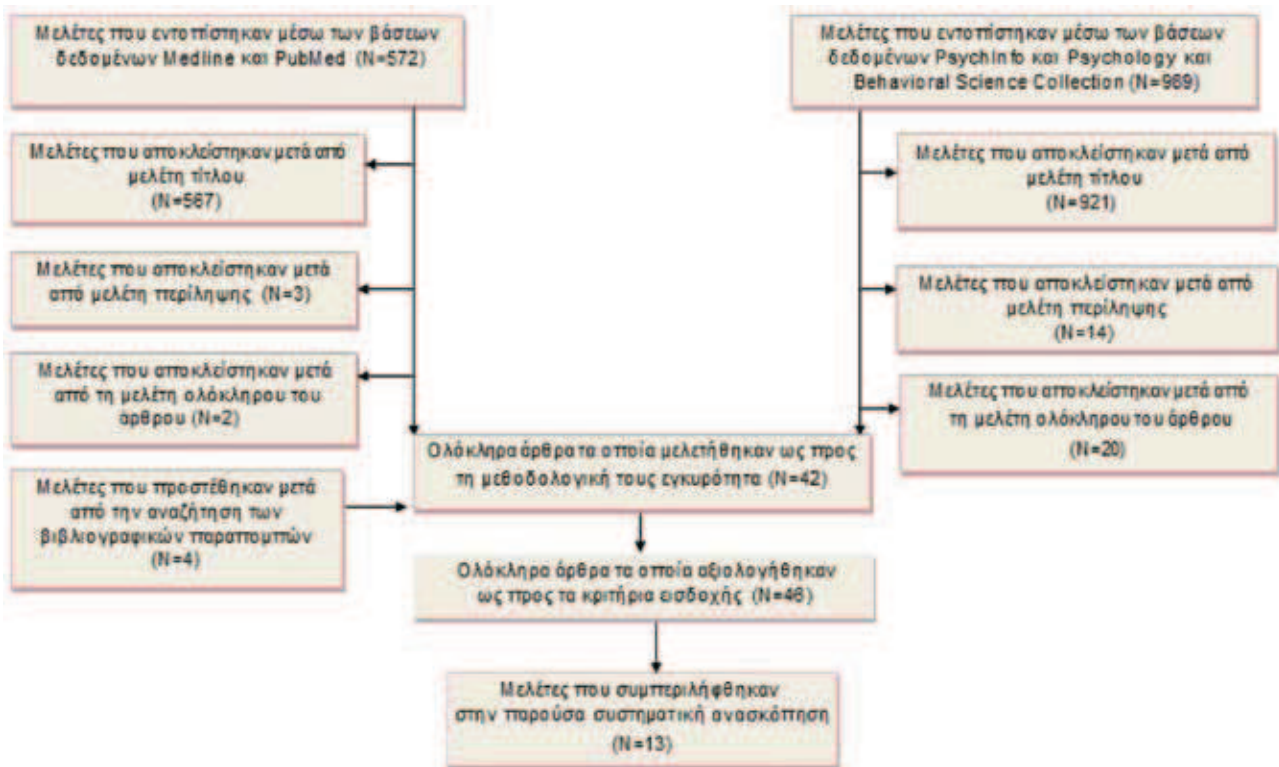 Μελέτες που εντοπίστηκαν μέσω των βάσεων
δεδομένων Medline και PubMed (N=572)
Μελέτες που εντοπίστηκαν μέσω των βάσεων
δεδομένων PsychInfo και Psychology και
Behavioral Science Collection (N=989)
Μελέτες που αποκλείστηκαν μετά από
μελέτη τίτλου
(N=567)
Μελέτες που αποκλείστηκαν μετά από
μελέτη τίτλου
(N=921)
Μελέτες που αποκλείστηκαν μετά
από μελέτη περίληψης (N=3)
Μελέτες που αποκλείστηκαν μετά από
μελέτη περίληψης
(N=14)
Μελέτες που αποκλείστηκαν μετά
από τη μελέτη ολόκληρου του
άρθρου (N=2)
Μελέτες που αποκλείστηκαν μετά από
τη μελέτη ολόκληρου του άρθρου
(N=20)
Ολόκληρα άρθρα τα οποία μελετήθηκαν ως προς
τη μεθοδολογική τους εγκυρότητα (N=42)
Μελέτες που προστέθηκαν μετά
από την αναζήτηση των
βιβλιογραφικών παραπομπών
(N=4)
Ολόκληρα άρθρα τα οποία αξιολογήθηκαν
ως προς τα κριτήρια εισδοχής (N=46)
Μελέτες που συμπεριλήφθηκαν
στην παρούσα συστηματική ανασκόπηση
(N=13)